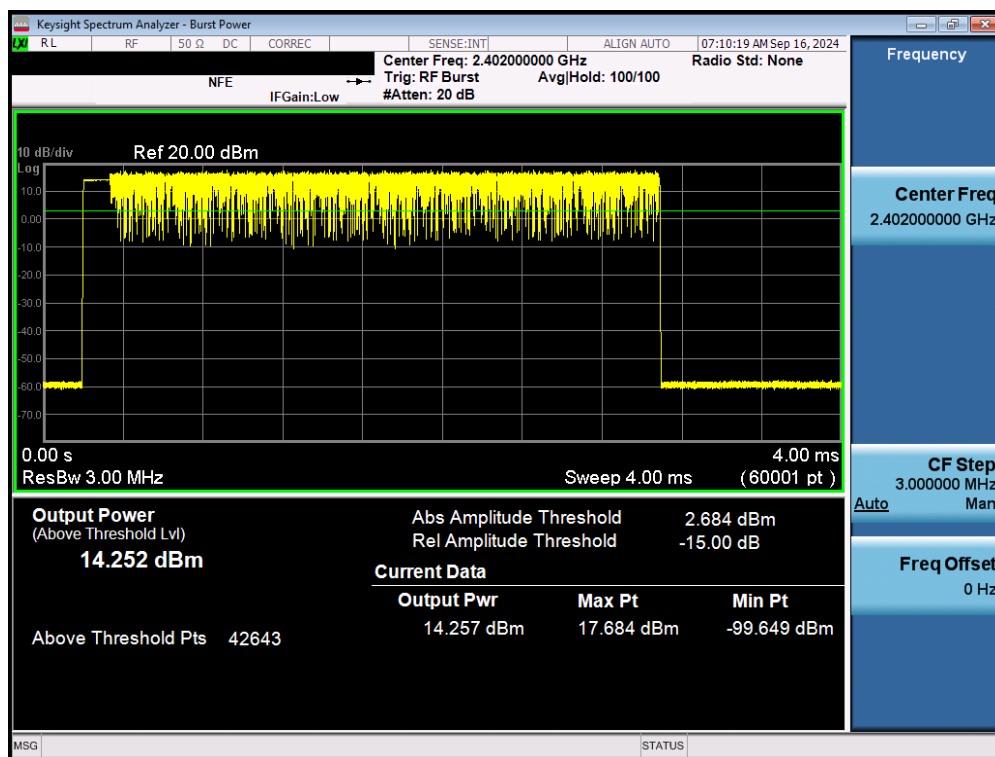 Keysight Spectrum Analyzer - Burst Power
LXI RL RF 50 Ω DC CORREC SENSE:INT ALIGN AUTO 07:10:19 AM Sep 16, 2024
Center Freq: 2.402000000 GHz Radio Std: None
NFE Trig: RF Burst Avg|Hold: 100/100
IFGain:Low #Atten: 20 dB
Frequency
10 dB/div Ref 20.00 dBm
Log
10.0
0.00
-10.0
-20.0
-30.0
-40.0
-50.0
-60.0
-70.0
0.00 s 4.00 ms
ResBw 3.00 MHz Sweep 4.00 ms (60001 pt)
Center Freq
2.402000000 GHz
CF Step
3.000000 MHz
Auto Man
Freq Offset
0 Hz
Output Power
(Above Threshold Lvl)
14.252 dBm
Above Threshold Pts 42643
Abs Amplitude Threshold 2.684 dBm
Rel Amplitude Threshold -15.00 dB
Current Data
Output Pwr Max Pt Min Pt
14.257 dBm 17.684 dBm -99.649 dBm
MSG STATUS